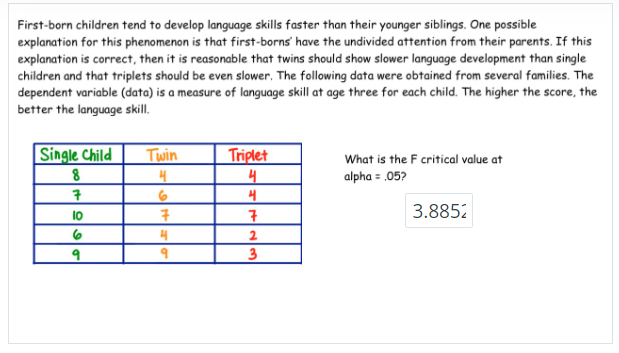 First-born children tend to develop language skills faster than their younger siblings. One possible
explanation for this phenomenon is that first-borns' have the undivided attention from their parents. If this
explanation is correct, then it is reasonable that twins should show slower language development than single
children and that triplets should be even slower. The following data were obtained from several families. The
dependent variable (data) is a measure of language skill at age three for each child. The higher the score, the
better the language skill.
Single Child Twin Triplet
8 4 4
7 6 4
10 7 7
6 4 2
9 9 3
What is the F critical value at
alpha = .05?
3.8852